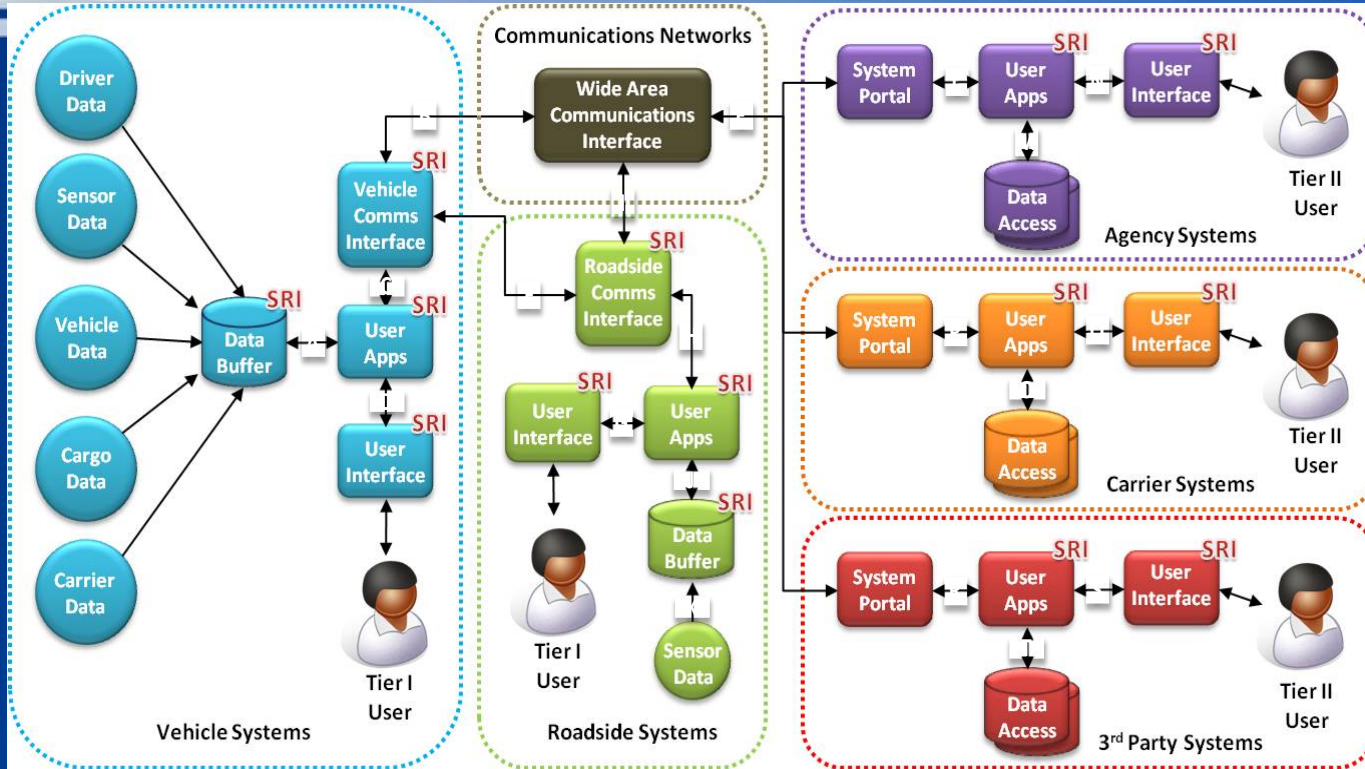 Driver
Data
Sensor
Data
Vehicle
Data
Cargo
Data
Carrier
Data
SRI
Data
Buffer
SRI
Vehicle
Comms
Interface
SRI
User
Apps
SRI
User
Interface
Tier I
User
Vehicle Systems
Communications Networks
Wide Area
Communications
Interface
SRI
Roadside
Comms
Interface
SRI
User
Interface
SRI
User
Apps
SRI
Data
Buffer
Sensor
Data
Tier I
User
Roadside Systems
System
Portal
SRI
User
Apps
SRI
User
Interface
Data
Access
Tier II
User
Agency Systems
System
Portal
SRI
User
Apps
SRI
User
Interface
Data
Access
Tier II
User
Carrier Systems
System
Portal
SRI
User
Apps
SRI
User
Interface
Data
Access
Tier II
User
3rd Party Systems